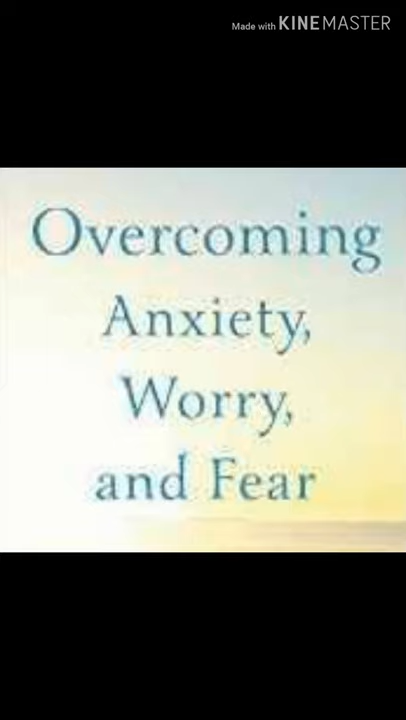 Made with KINEMASTER
Overcoming
Anxiety,
Worry,
and Fear